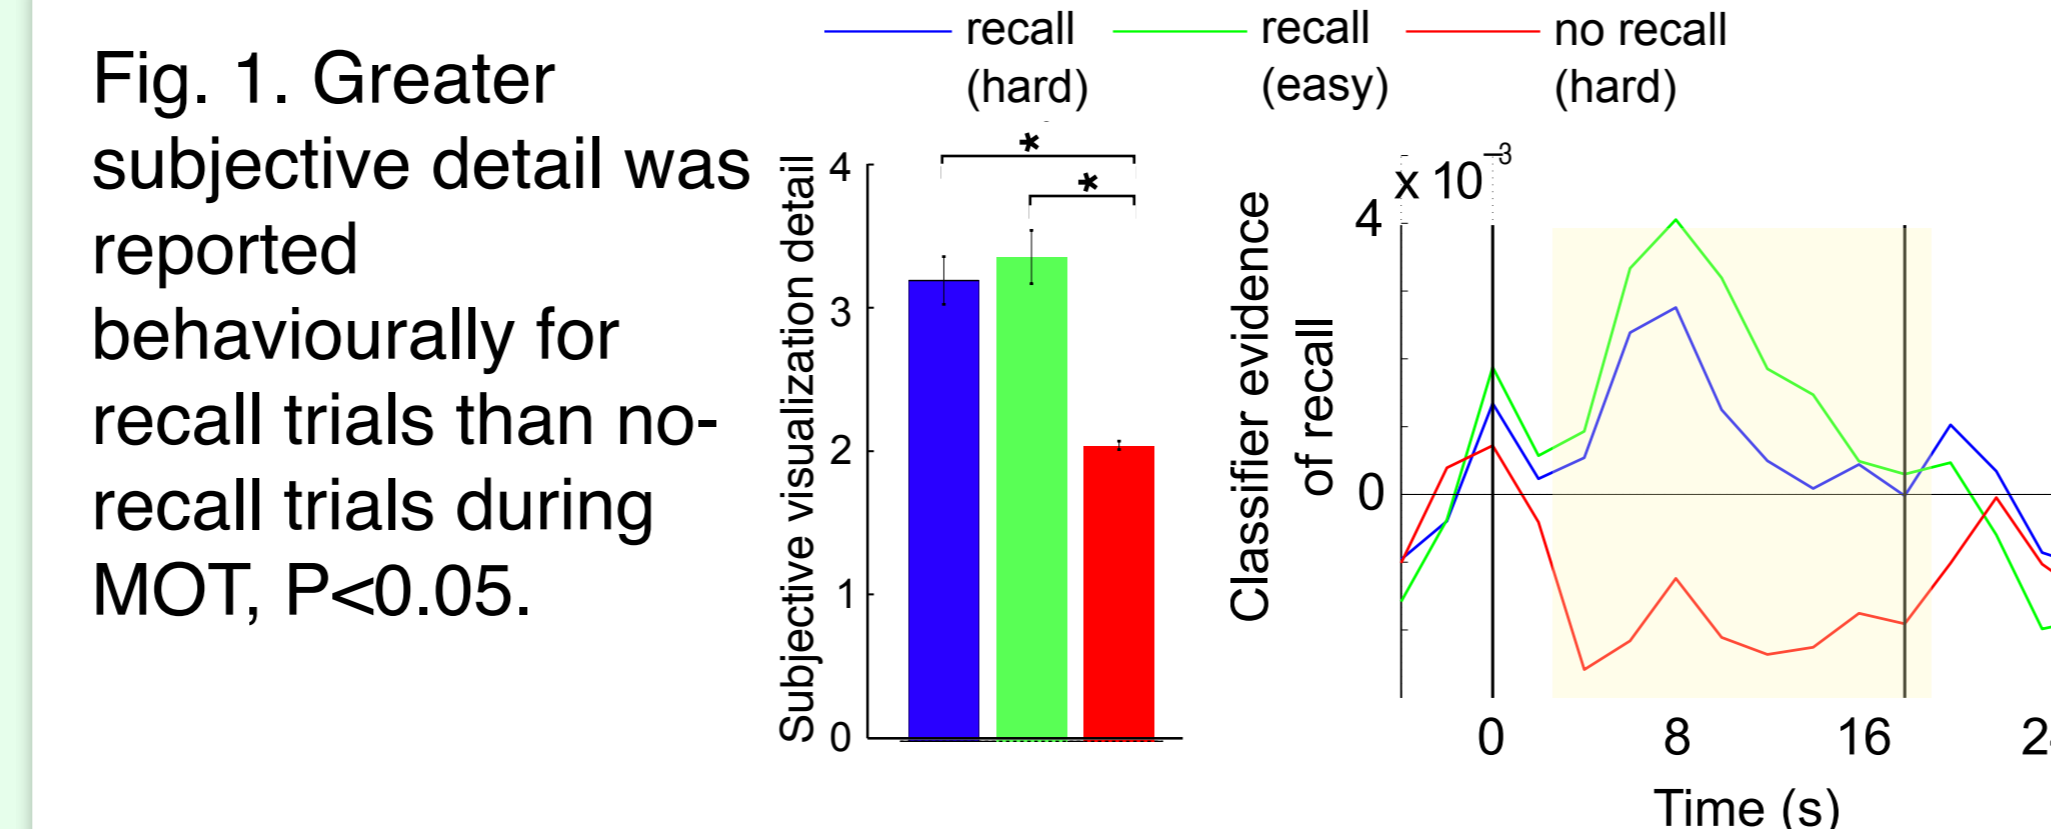 Fig. 1. Greater
subjective detail was
reported
behaviourally for
recall trials than no-
recall trials during
MOT, P<0.05.
recall
(hard)
recall
(easy)
no recall
(hard)
Subjective visualization detail
4
3
2
1
0
*
*
Classifier evidence
of recall
x 10
-3
4
0
0
8
16
Time (s)